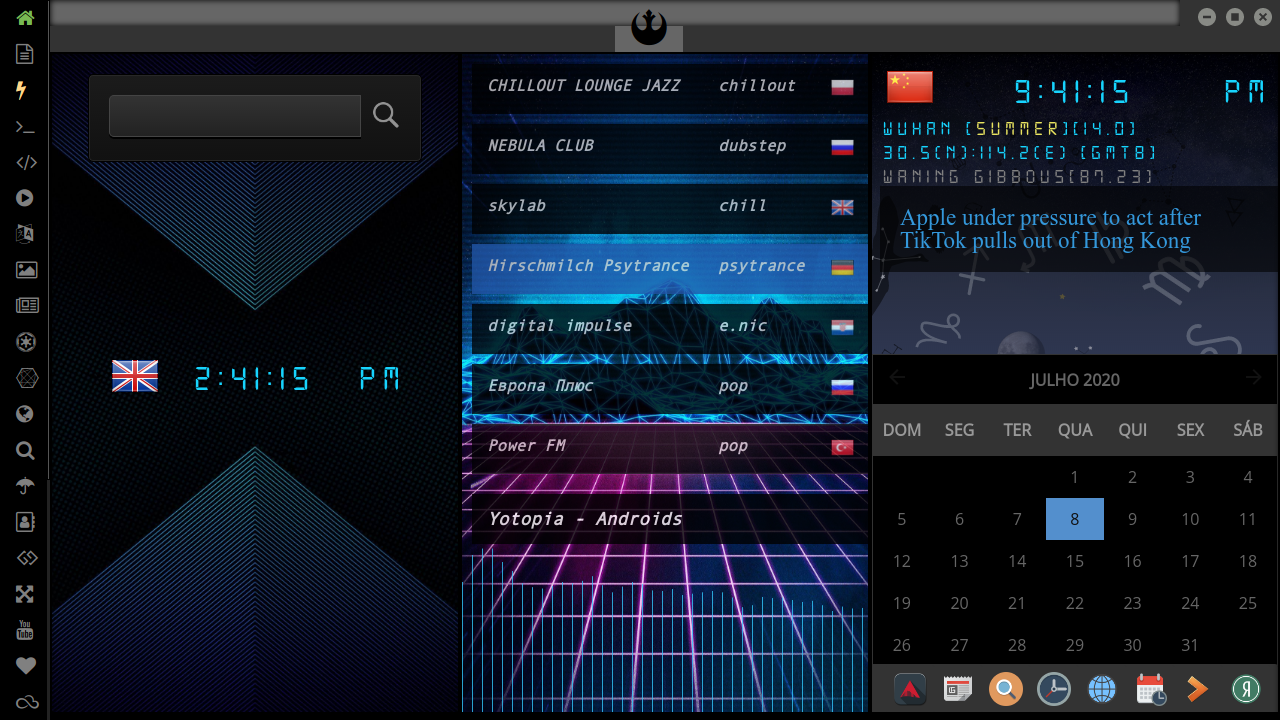 You
Tube
2:41:15 PM
CHILLOUT LOUNGE JAZZ chillout
NEBULA CLUB dubstep
skylab chill
Hirschmilch Psytrance psytrance
digital impulse e.nic
Европа Плюс pop
Power FM pop
Yotopia - Androids
9:41:15 PM
WUHAN [SUMMER][14.0]
30.5(N):114.2(E) [GMT8]
WANING GIBBOUS[87.23]
Apple under pressure to act after
TikTok pulls out of Hong Kong
JULHO 2020
DOM SEG TER QUA QUI SEX SÁB
1 2 3 4
5 6 7 8 9 10 11
12 13 14 15 16 17 18
19 20 21 22 23 24 25
26 27 28 29 30 31
Я